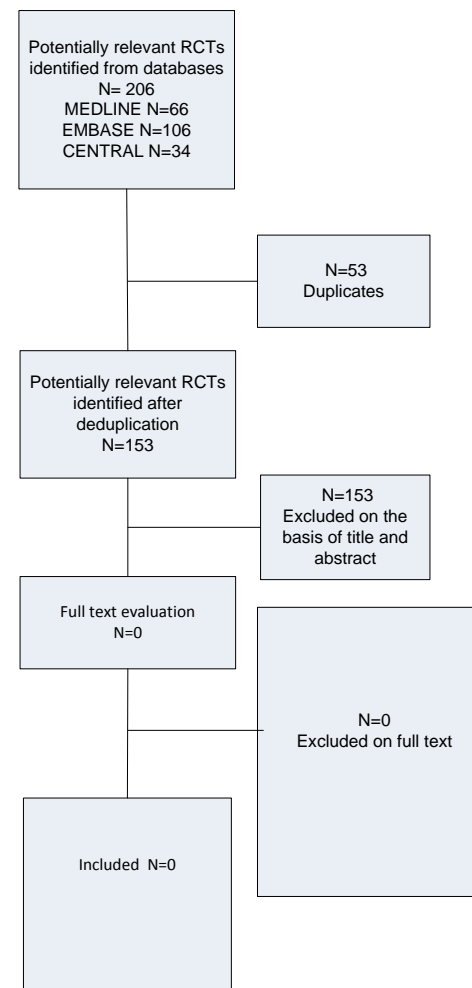 Potentially relevant RCTs
identified from databases
N= 206
MEDLINE N=66
EMBASE N=106
CENTRAL N=34
N=53
Duplicates
Potentially relevant RCTs
identified after
deduplication
N=153
N=153
Excluded on the
basis of title and
abstract
Full text evaluation
N=0
N=0
Excluded on full text
Included N=0